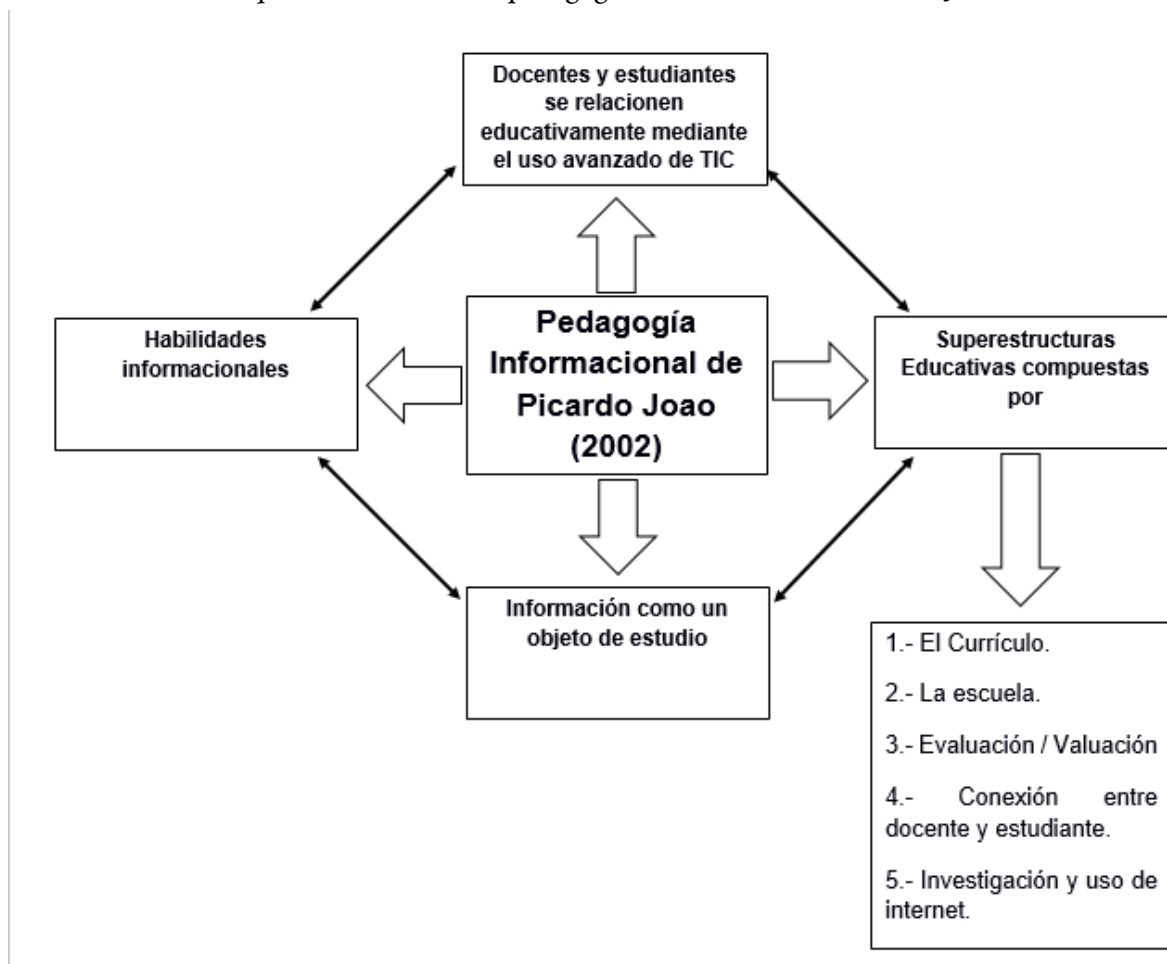 Docentes y estudiantes
se relacionen
educativamente mediante
el uso avanzado de TIC
Habilidades
informacionales
Pedagogía
Informacional de
Picardo Joao
(2002)
Superestructuras
Educativas compuestas
por
Información como un
objeto de estudio
1.- El Currículo.
2.- La escuela.
3.- Evaluación / Valuación
4.- Conexión entre
docente y estudiante.
5.- Investigación y uso de
internet.